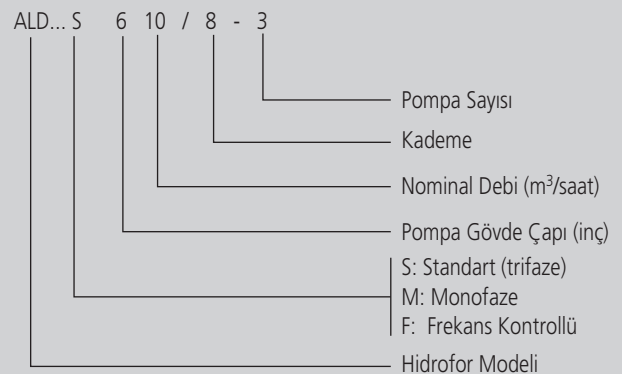 ALD... S 6 10 / 8 - 3
Pompa Sayısı
Kademe
Nominal Debi (m³/saat)
Pompa Gövde Çapı (inç)
S: Standart (trifaze)
M: Monofaze
F: Frekans Kontrollü
Hidrofor Modeli